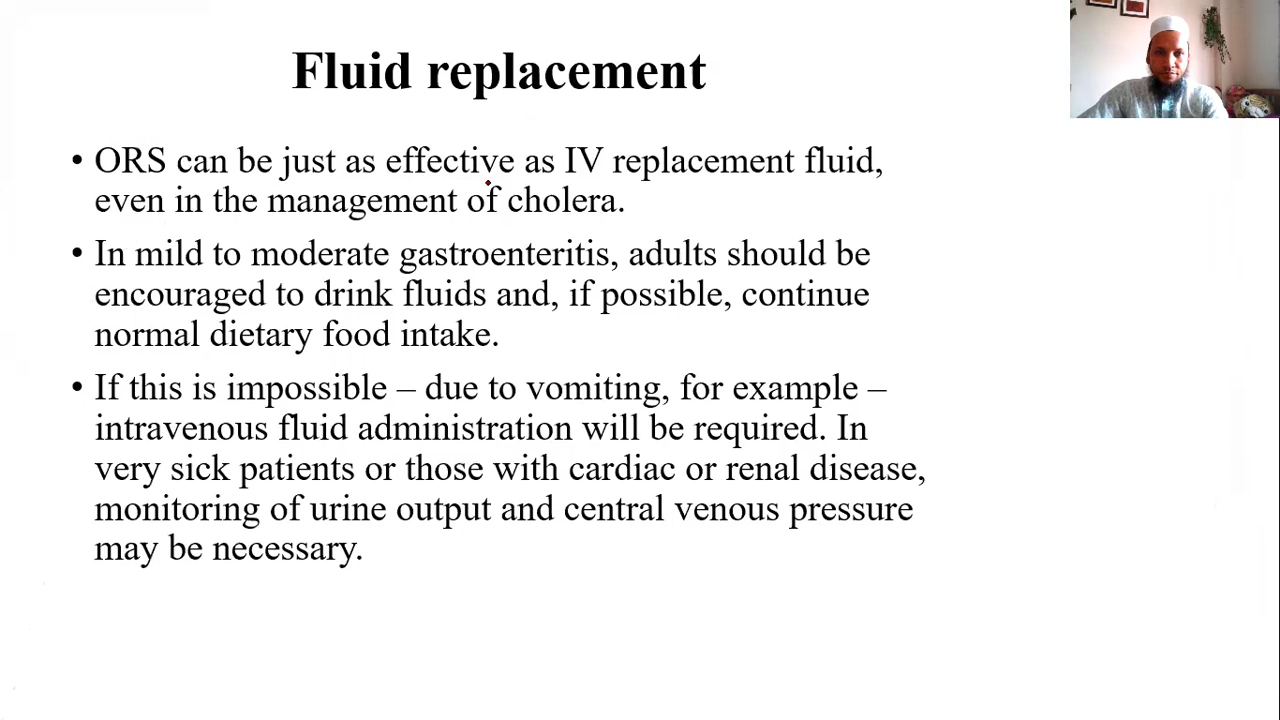 Fluid replacement
• ORS can be just as effective as IV replacement fluid,
even in the management of cholera.
• In mild to moderate gastroenteritis, adults should be
encouraged to drink fluids and, if possible, continue
normal dietary food intake.
• If this is impossible – due to vomiting, for example –
intravenous fluid administration will be required. In
very sick patients or those with cardiac or renal disease,
monitoring of urine output and central venous pressure
may be necessary.